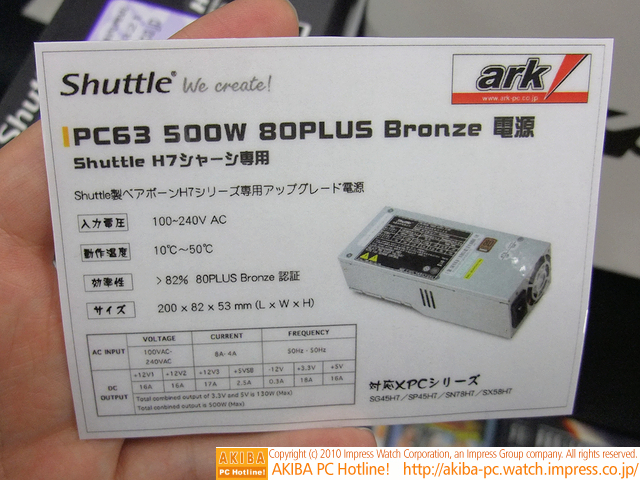 Shuttle® We create!
ark
www.ark-pc.co.jp
PC63 500W 80PLUS Bronze 電源
Shuttle H7シャーシ専用
Shuttle製ベアボーンH7シリーズ専用アップグレード電源
入力電圧 100~240V AC
動作温度 10℃~50℃
効率性 >82% 80PLUS Bronze 認証
サイズ 200 x 82 x 53 mm (L x W x H)
AC INPUT VOLTAGE CURRENT FREQUENCY
100VAC-240VAC 8A- 4A 50Hz - 50Hz
DC OUTPUT +12V1 +12V2 +12V3 +5VSB -12V +3.3V +5V
16A 16A 17A 2.5A 0.3A 18A 16A
Total combined output of 3.3V and 5V is 130W (Max)
Total combined output is 500W (Max)
対応XPCシリーズ
SG45H7／SP45H7／SN78H7／SX58H7
Shuttle
AKIBA PC Hotline!
Copyright (c) 2010 Impress Watch Corporation, an Impress Group company. All rights reserved.
AKIBA PC Hotline! http://akiba-pc.watch.impress.co.jp/